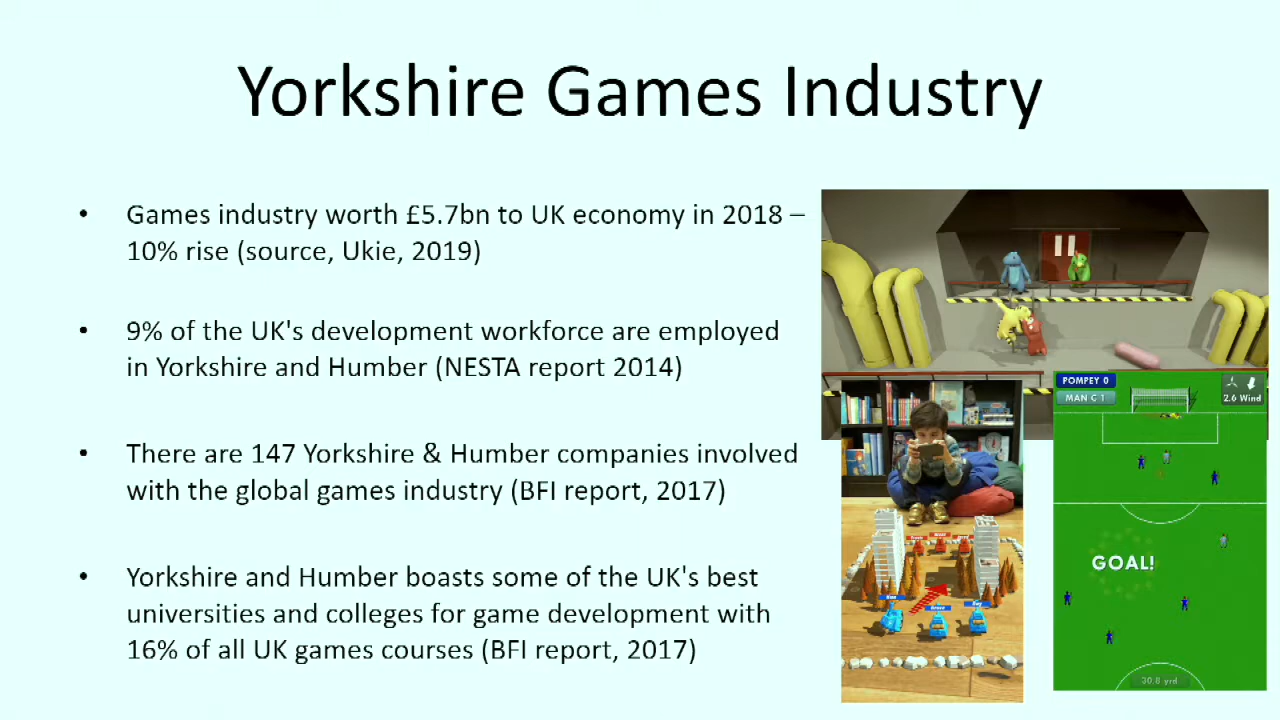 Yorkshire Games Industry
• Games industry worth £5.7bn to UK economy in 2018 –
10% rise (source, Ukie, 2019)
• 9% of the UK's development workforce are employed
in Yorkshire and Humber (NESTA report 2014)
• There are 147 Yorkshire & Humber companies involved
with the global games industry (BFI report, 2017)
• Yorkshire and Humber boasts some of the UK's best
universities and colleges for game development with
16% of all UK games courses (BFI report, 2017)
POMPEY 0
MAN C 1
2.6 Wind
GOAL!
30.8 yrd